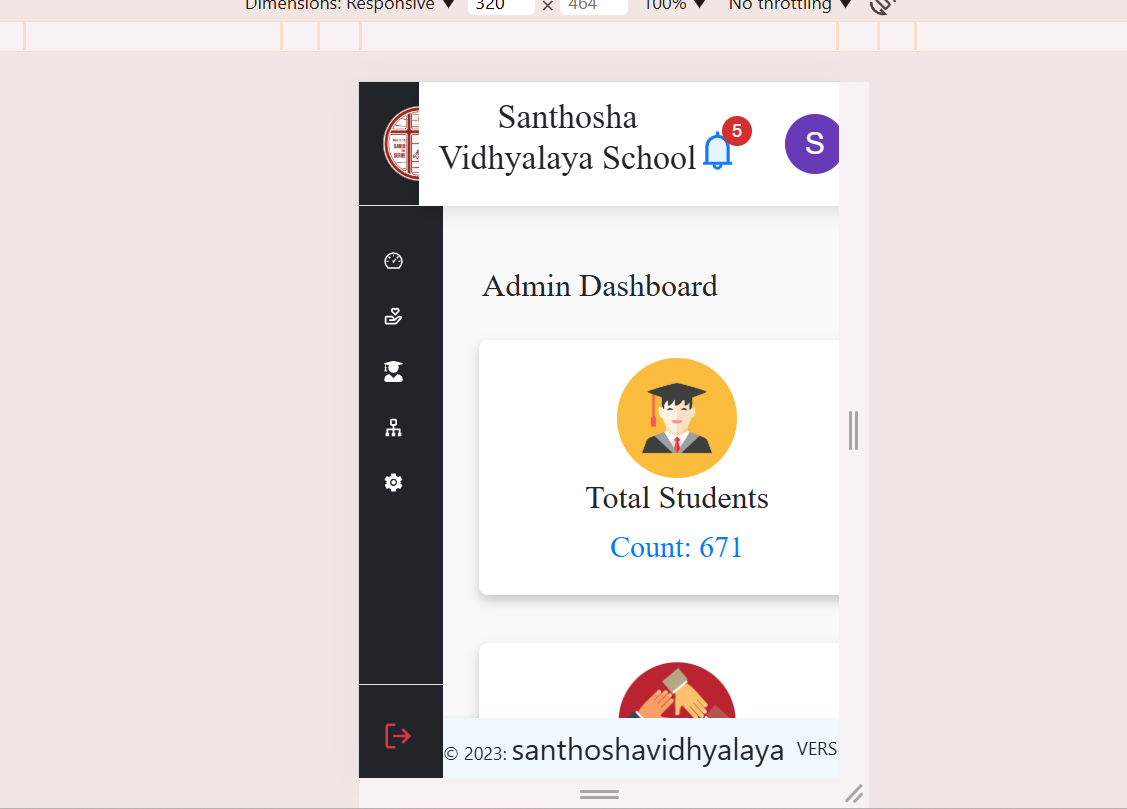 Dimensions: Responsive ▼ 320 × 464 100% ▼ No throttling ▼
Santhosha
Vidhyalaya School
5
S
Admin Dashboard
Total Students
Count: 671
© 2023: santhoshavidhyalaya VERS